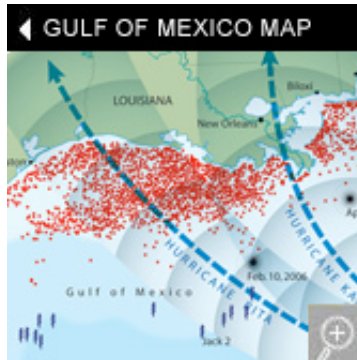 GULF OF MEXICO MAP
LOUISIANA
Biloxi
New Orleans
HURRICANE RITA
HURRICANE KA
Feb. 10, 2006
Gulf of Mexico
Jack 2